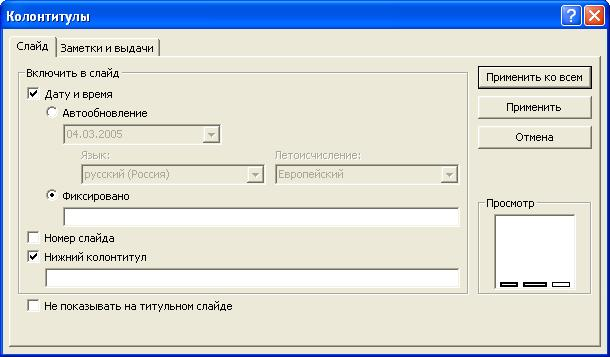 Колонтитулы
Слайд Заметки и выдачи
Включить в слайд
Применить ко всем
Дату и время
Применить
Автообновление
04.03.2005
Отмена
Язык: Летоисчисление:
русский (Россия) Европейский
Фиксировано
Просмотр
Номер слайда
Нижний колонтитул
Не показывать на титульном слайде